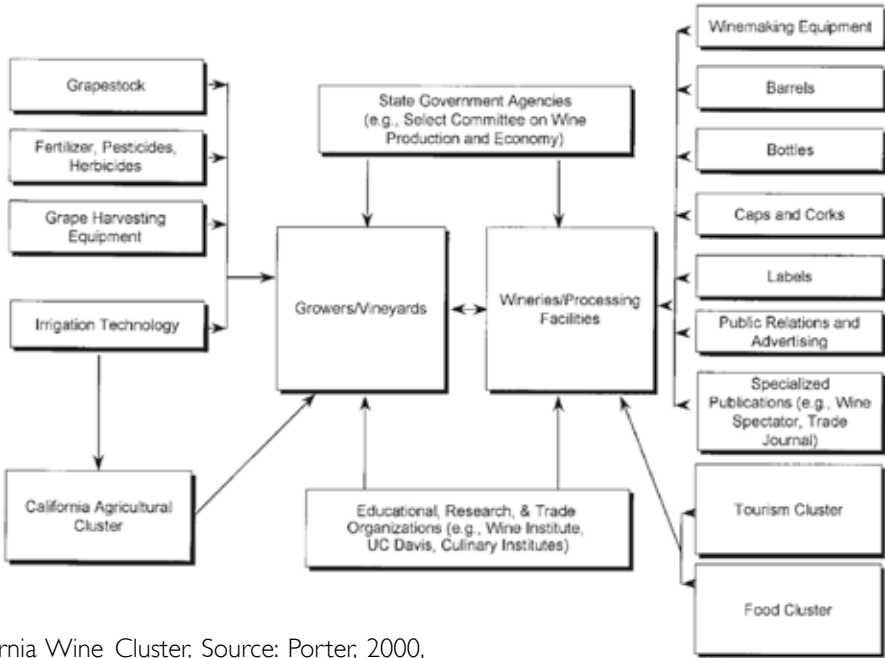 Grapestock
Fertilizer, Pesticides,
Herbicides
Grape Harvesting
Equipment
Irrigation Technology
California Agricultural
Cluster
State Government Agencies
(e.g., Select Committee on Wine
Production and Economy)
Growers/Vineyards
Wineries/Processing
Facilities
Educational, Research, & Trade
Organizations (e.g., Wine Institute,
UC Davis, Culinary Institutes)
Winemaking Equipment
Barrels
Bottles
Caps and Corks
Labels
Public Relations and
Advertising
Specialized
Publications (e.g., Wine
Spectator, Trade
Journal)
Tourism Cluster
Food Cluster
rnia Wine Cluster. Source: Porter, 2000,